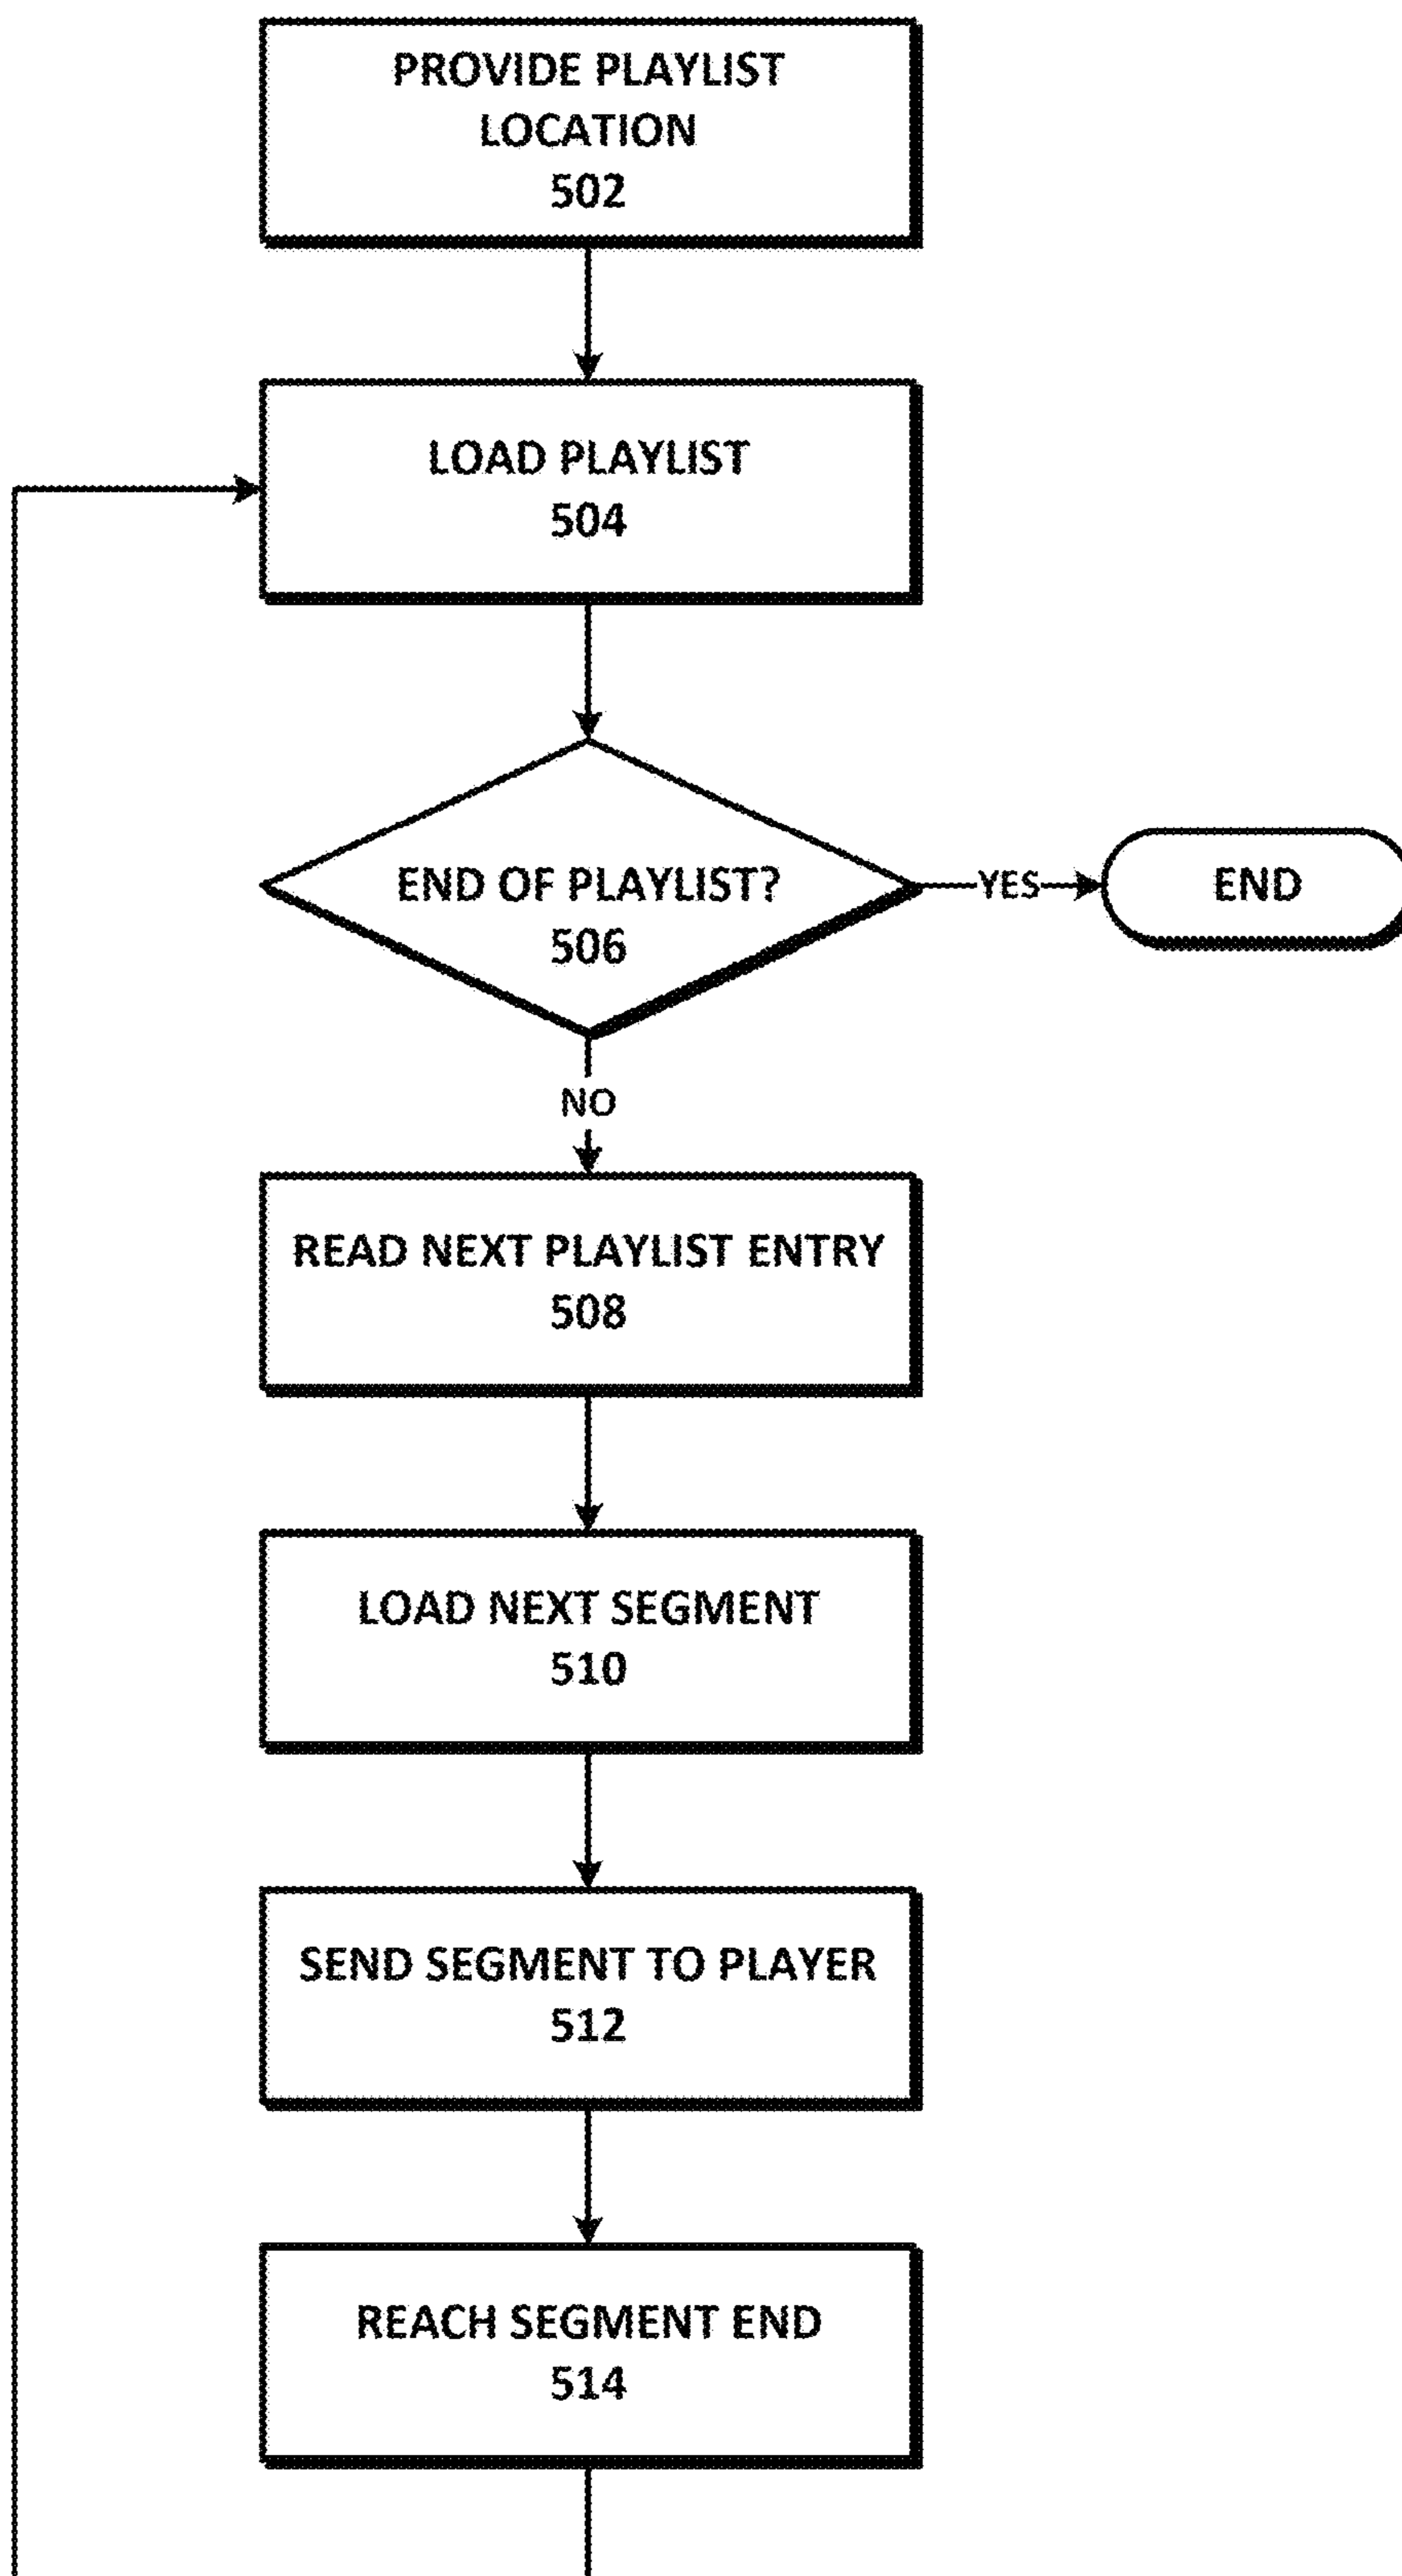 PROVIDE PLAYLIST
LOCATION
502
LOAD PLAYLIST
504
END OF PLAYLIST?
506
YES
END
NO
READ NEXT PLAYLIST ENTRY
508
LOAD NEXT SEGMENT
510
SEND SEGMENT TO PLAYER
512
REACH SEGMENT END
514